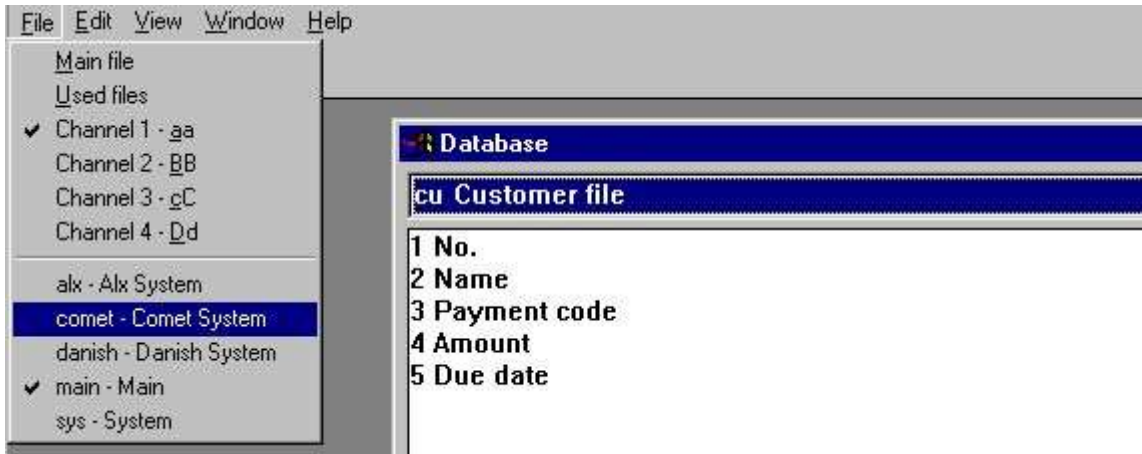 File Edit View Window Help
Main file
Used files
Channel 1 - aa
Channel 2 - BB
Channel 3 - cC
Channel 4 - Dd
alx - Alx System
comet - Comet System
danish - Danish System
main - Main
sys - System
Database
cu Customer file
1 No.
2 Name
3 Payment code
4 Amount
5 Due date